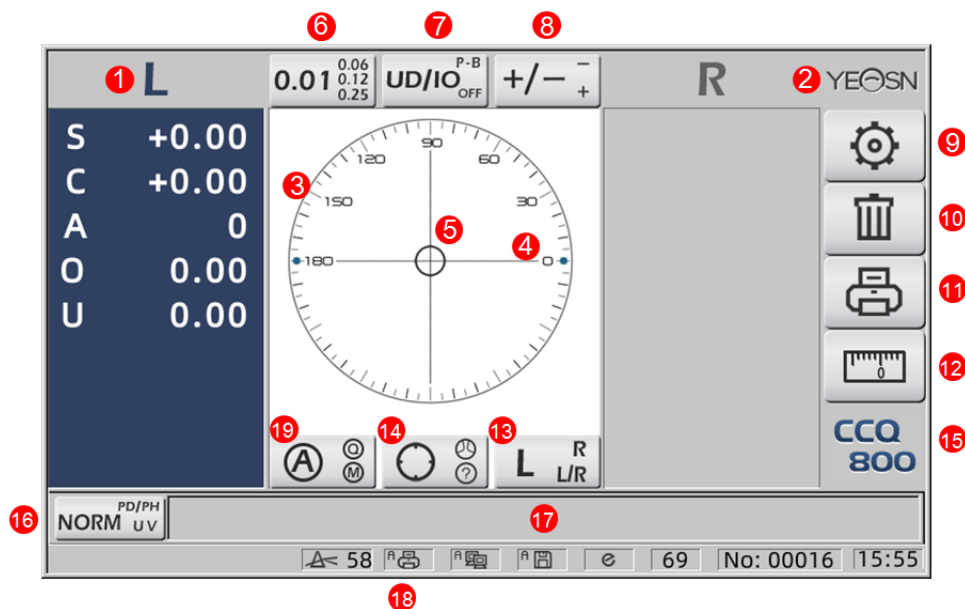 6 7 8
1 L
0.01 0.06 0.12 0.25
UD/IO P-B OFF
+/− − +
R
2 YEOSN
S +0.00
C +0.00
A 0
O 0.00
U 0.00
90
120 60
3 150 30
5
180 4 0
9
10
11
12 0
19 A Q M
14 ?
13 L R L/R
15 CCQ
800
16 NORM PD/PH UV
17
58 A A A e 69 No: 00016 15:55
18